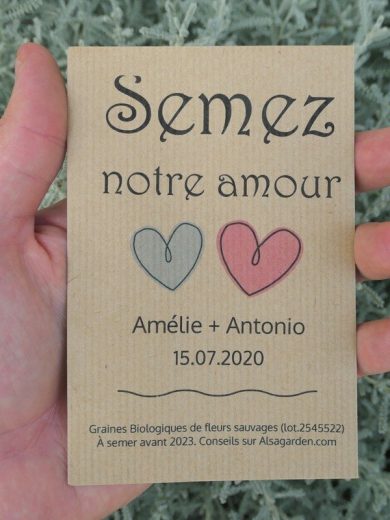 Semez
notre amour
Amélie + Antonio
15.07.2020
Graines Biologiques de fleurs sauvages (lot.2545522)
À semer avant 2023. Conseils sur Alsagarden.com